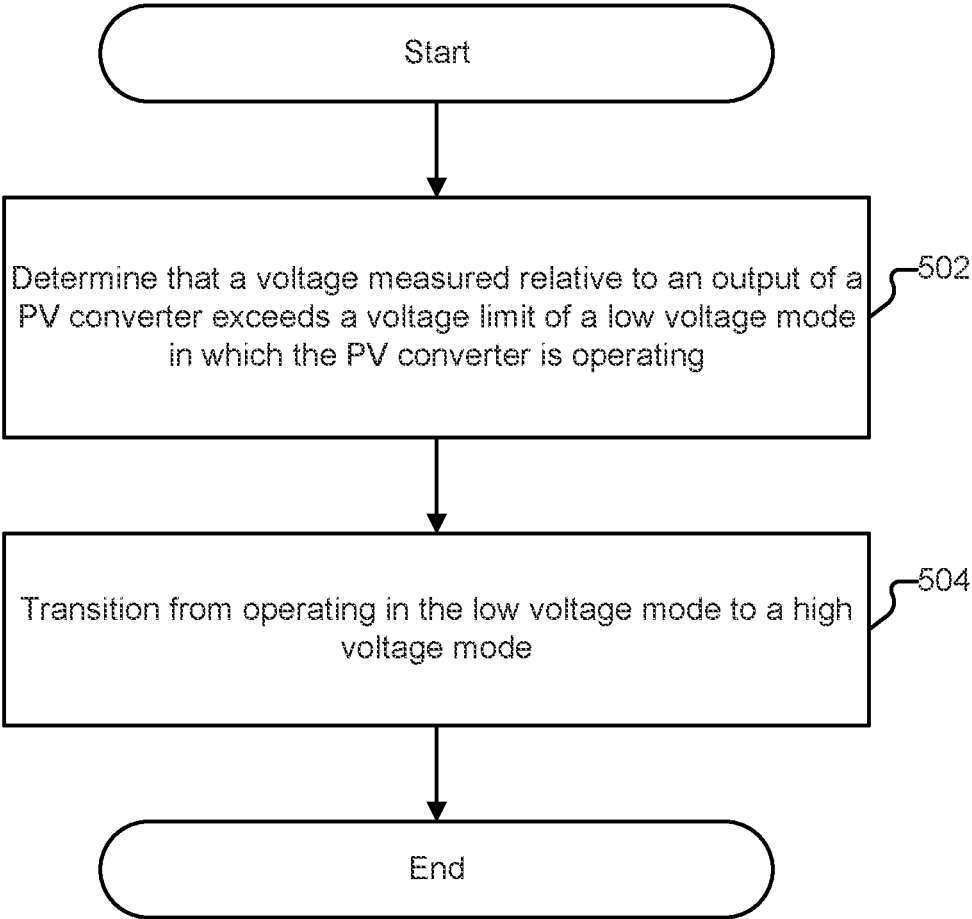 Start
Determine that a voltage measured relative to an output of a
PV converter exceeds a voltage limit of a low voltage mode
in which the PV converter is operating
502
Transition from operating in the low voltage mode to a high
voltage mode
504
End